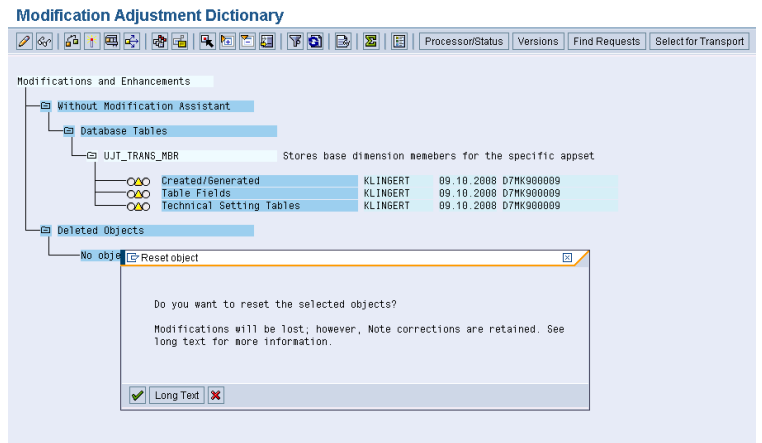 Modification Adjustment Dictionary
Processor/Status Versions Find Requests Select for Transport
Modifications and Enhancements
Without Modification Assistant
Database Tables
UJT_TRANS_MBR Stores base dimension memebers for the specific appset
Created/Generated KLINGERT 09.10.2008 D7MK900009
Table Fields KLINGERT 09.10.2008 D7MK900009
Technical Setting Tables KLINGERT 09.10.2008 D7MK900009
Deleted Objects
No obje
Reset object
Do you want to reset the selected objects?
Modifications will be lost; however, Note corrections are retained. See
long text for more information.
Long Text